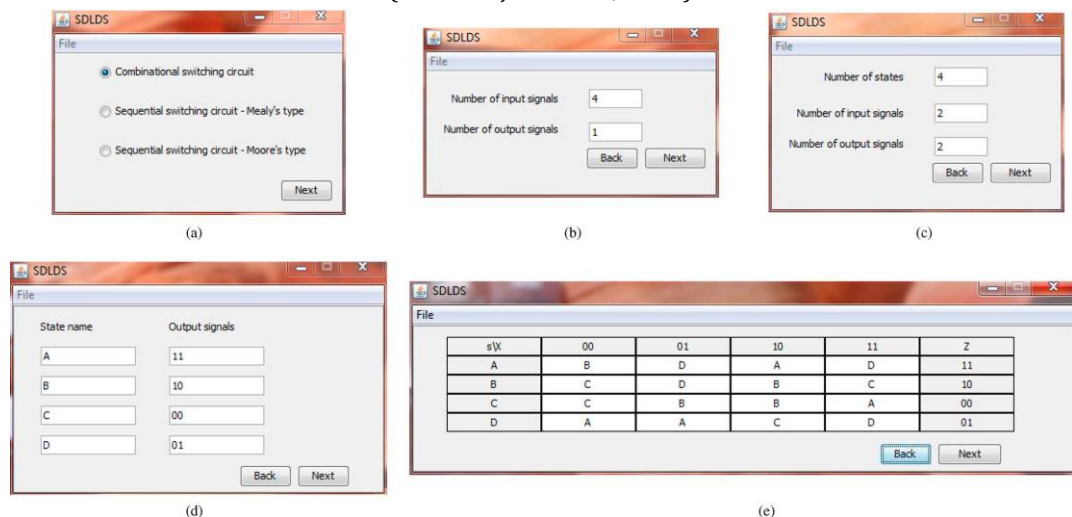 SDLDS
File
Combinational switching circuit
Sequential switching circuit - Mealy's type
Sequential switching circuit - Moore's type
Next
(a)
SDLDS
File
Number of input signals 4
Number of output signals 1
Back Next
(b)
SDLDS
File
Number of states 4
Number of input signals 2
Number of output signals 2
Back Next
(c)
SDLDS
File
State name Output signals
A 11
B 10
C 00
D 01
Back Next
(d)
SDLDS
File
s\X 00 01 10 11 Z
A B D A D 11
B C D B C 10
C C B B A 00
D A A C D 01
Back Next
(e)